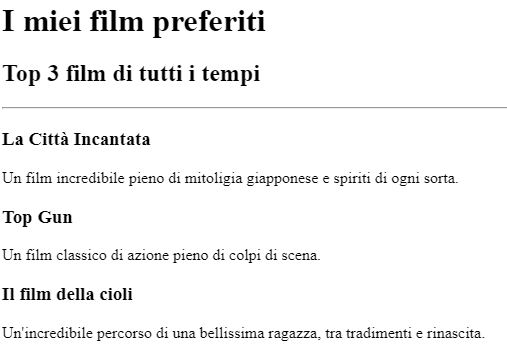 I miei film preferiti
Top 3 film di tutti i tempi
La Città Incantata
Un film incredibile pieno di mitoligia giapponese e spiriti di ogni sorta.
Top Gun
Un film classico di azione pieno di colpi di scena.
Il film della cioli
Un'incredibile percorso di una bellissima ragazza, tra tradimenti e rinascita.